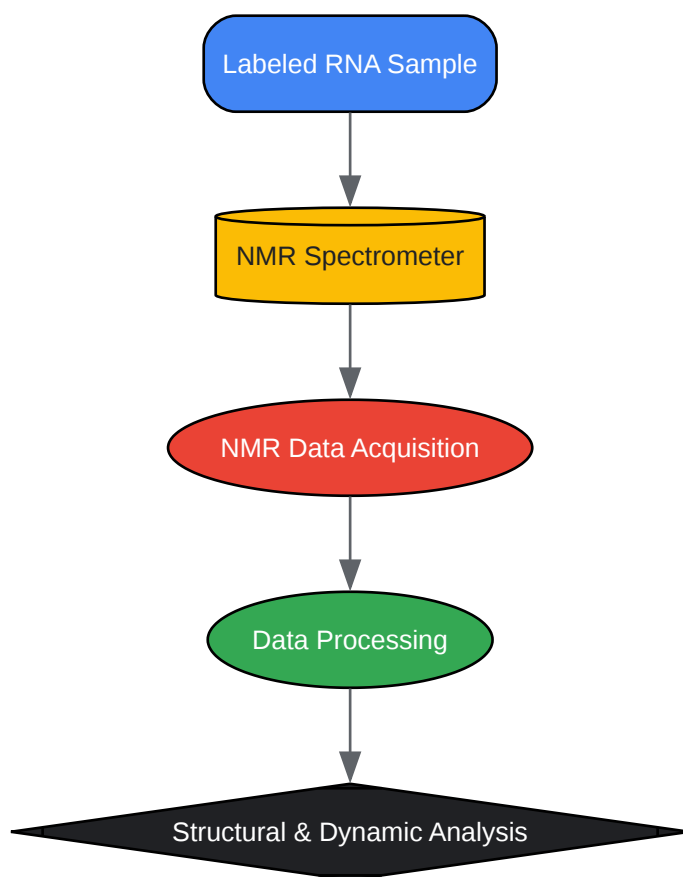 Labeled RNA Sample
NMR Spectrometer
NMR Data Acquisition
Data Processing
Structural & Dynamic Analysis